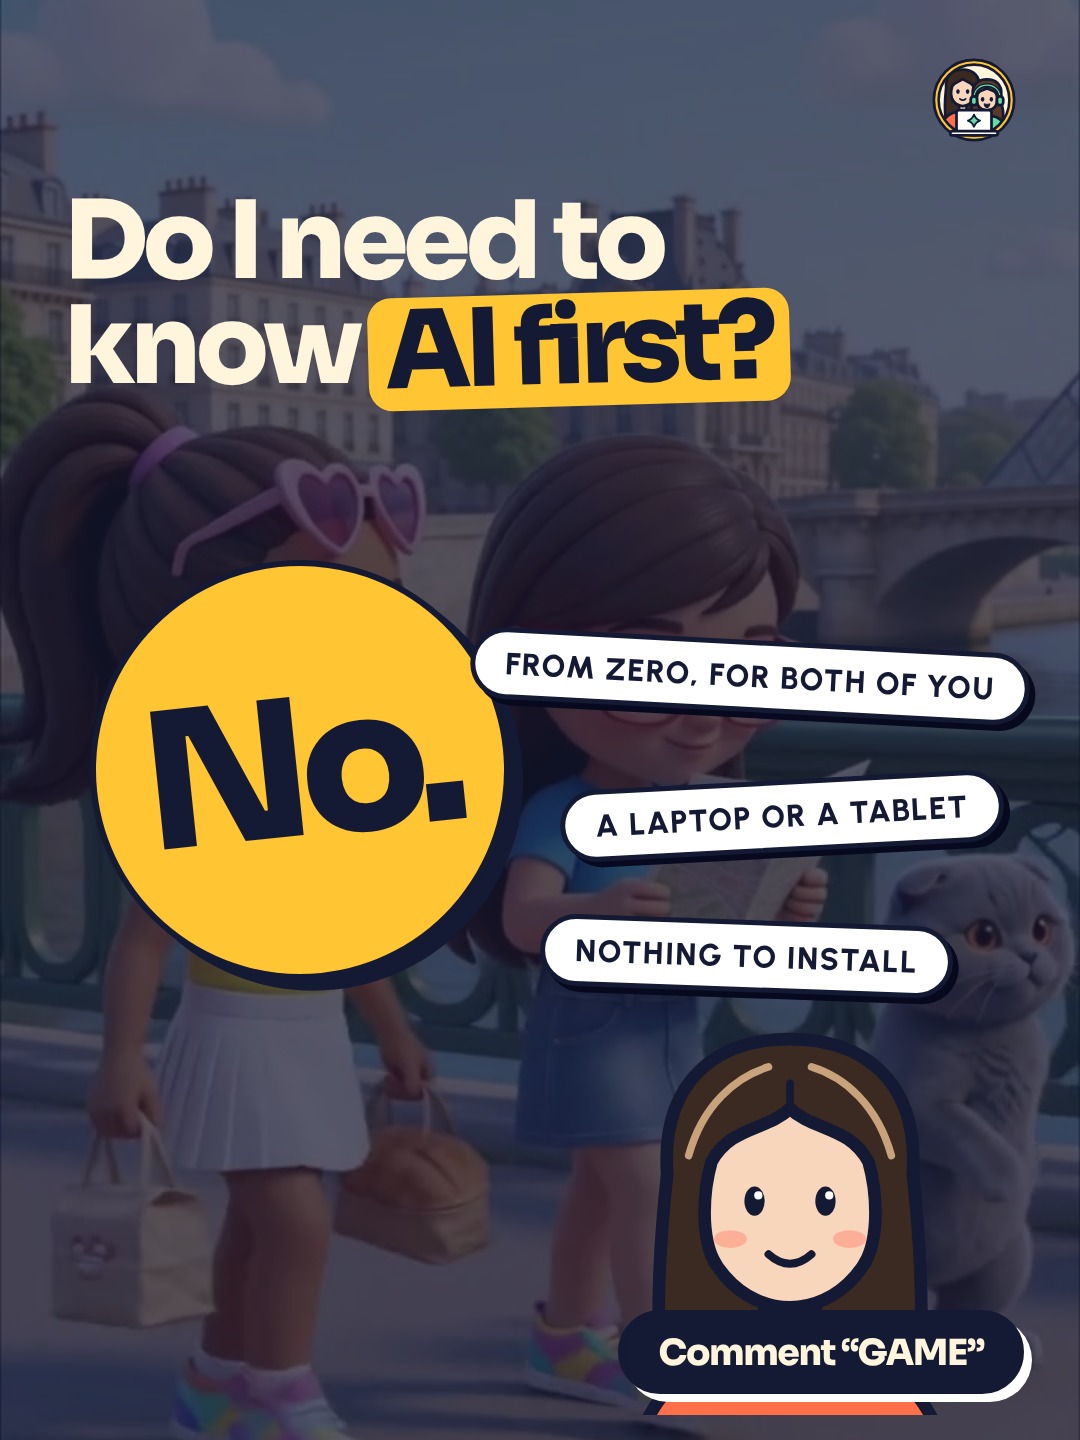 Do I need to
know AI first?
No.
FROM ZERO, FOR BOTH OF YOU
A LAPTOP OR A TABLET
NOTHING TO INSTALL
Comment “GAME”